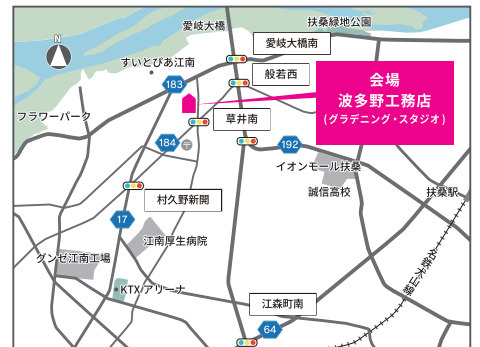 愛岐大橋
扶桑緑地公園
N
愛岐大橋南
すいとぴあ江南
般若西
会場
波多野工務店
(グラデニング・スタジオ)
183
フラワーパーク
草井南
184
〒
192
イオンモール扶桑
誠信高校
扶桑駅
村久野新開
17
江南厚生病院
グンゼ江南工場
名鉄犬山線
KTXアリーナ
江森町南
64